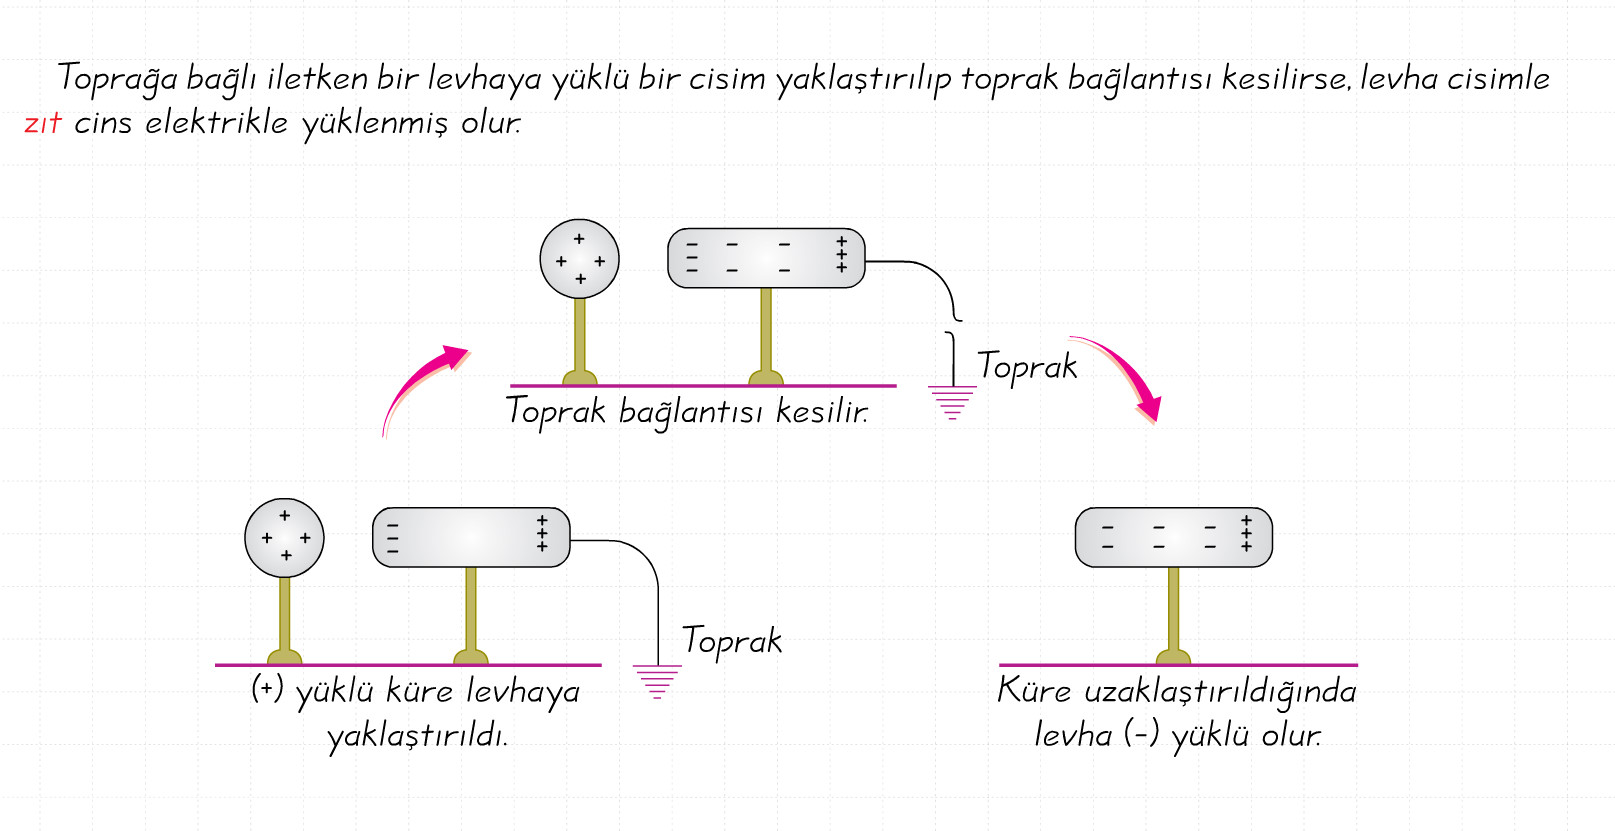 Toprağa bağlı iletken bir levhaya yüklü bir cisim yaklaştırılıp toprak bağlantısı kesilirse, levha cisimle
zıt cins elektrikle yüklenmiş olur.
Toprak
Toprak bağlantısı kesilir.
Toprak
(+) yüklü küre levhaya
yaklaştırıldı.
Küre uzaklaştırıldığında
levha (-) yüklü olur.